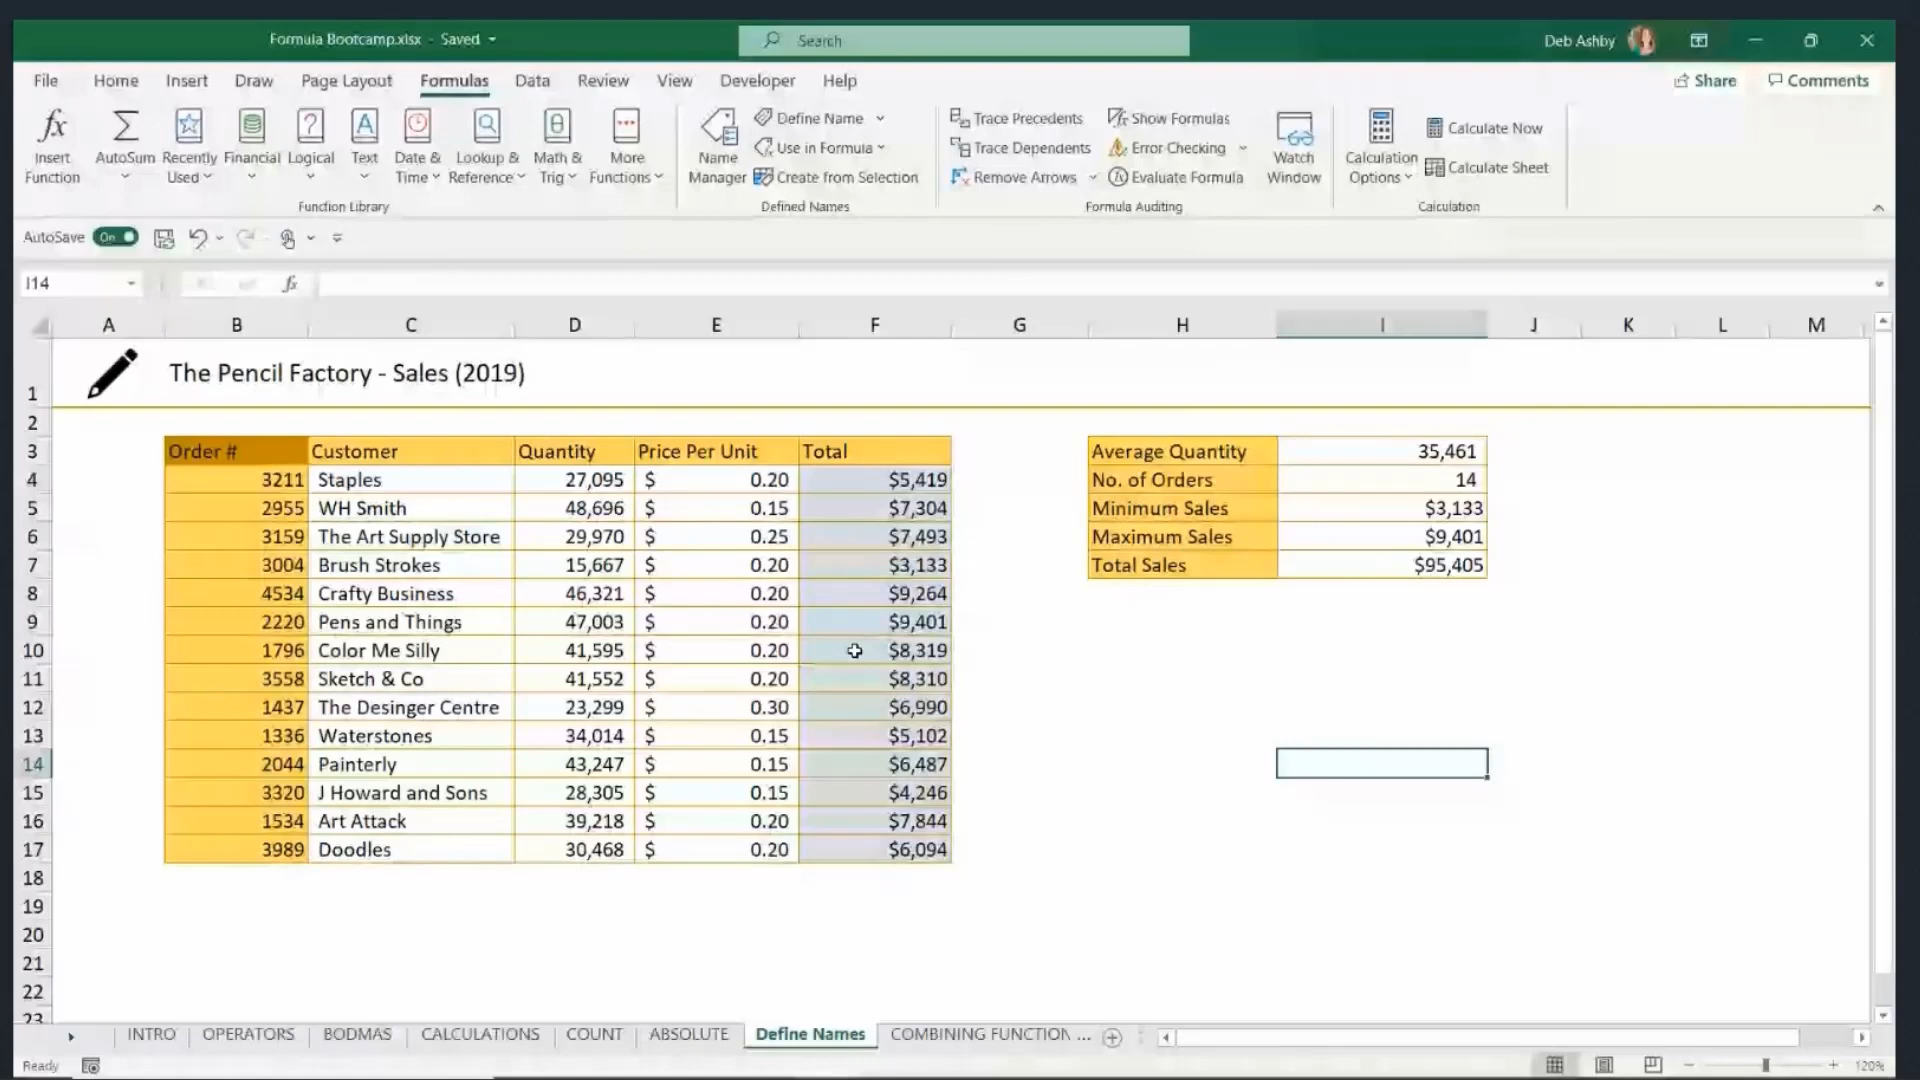 Formula Bootcamp.xlsx - Saved
Search
Deb Ashby
File Home Insert Draw Page Layout Formulas Data Review View Developer Help
Share Comments
Insert Function
AutoSum
Recently Used
Financial
Logical
Text
Date & Time
Lookup & Reference
Math & Trig
More Functions
Function Library
Name Manager
Define Name
Use in Formula
Create from Selection
Defined Names
Trace Precedents
Trace Dependents
Remove Arrows
Show Formulas
Error Checking
Evaluate Formula
Watch Window
Formula Auditing
Calculation Options
Calculate Now
Calculate Sheet
Calculation
AutoSave On
I14 fx
A B C D E F G H I J K L M
1 The Pencil Factory - Sales (2019)
2
3 Order # Customer Quantity Price Per Unit Total Average Quantity 35,461
4 3211 Staples 27,095 $ 0.20 $5,419 No. of Orders 14
5 2955 WH Smith 48,696 $ 0.15 $7,304 Minimum Sales $3,133
6 3159 The Art Supply Store 29,970 $ 0.25 $7,493 Maximum Sales $9,401
7 3004 Brush Strokes 15,667 $ 0.20 $3,133 Total Sales $95,405
8 4534 Crafty Business 46,321 $ 0.20 $9,264
9 2220 Pens and Things 47,003 $ 0.20 $9,401
10 1796 Color Me Silly 41,595 $ 0.20 $8,319
11 3558 Sketch & Co 41,552 $ 0.20 $8,310
12 1437 The Desinger Centre 23,299 $ 0.30 $6,990
13 1336 Waterstones 34,014 $ 0.15 $5,102
14 2044 Painterly 43,247 $ 0.15 $6,487
15 3320 J Howard and Sons 28,305 $ 0.15 $4,246
16 1534 Art Attack 39,218 $ 0.20 $7,844
17 3989 Doodles 30,468 $ 0.20 $6,094
18
19
20
21
22
23
INTRO OPERATORS BODMAS CALCULATIONS COUNT ABSOLUTE Define Names COMBINING FUNCTION ...
Ready 120%